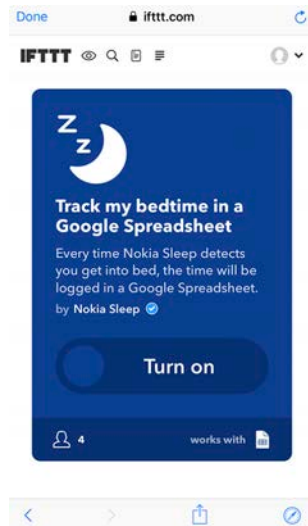 Done ifttt.com
IFTTT
Z
z
Track my bedtime in a
Google Spreadsheet
Every time Nokia Sleep detects
you get into bed, the time will be
logged in a Google Spreadsheet.
by Nokia Sleep
Turn on
4 works with